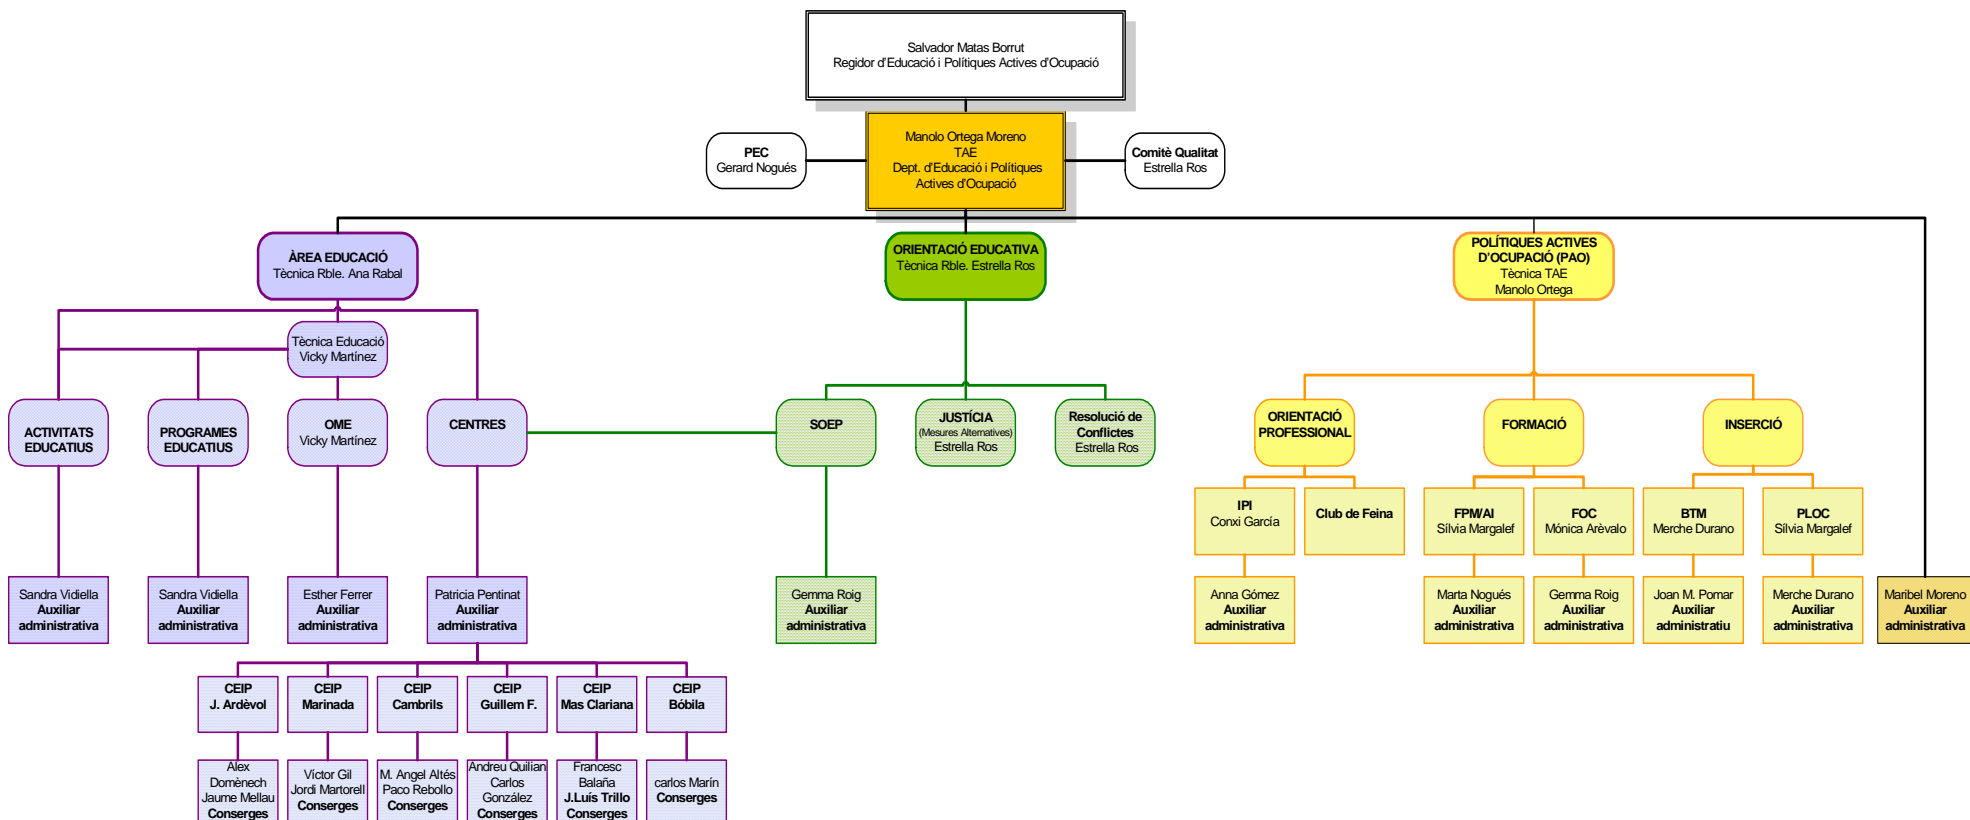 Salvador Matas Borrut
Regidor d'Educació i Polítiques Actives d'Ocupació
Manolo Ortega Moreno
TAE
Dept. d'Educació i Polítiques
Actives d'Ocupació
PEC
Gerard Nogués
Comitè Qualitat
Estrella Ros
ÀREA EDUCACIÓ
Tècnica Rble. Ana Rabal
ORIENTACIÓ EDUCATIVA
Tècnica Rble. Estrella Ros
POLÍTIQUES ACTIVES
D'OCUPACIÓ (PAO)
Tècnica TAE
Manolo Ortega
Tècnica Educació
Vicky Martínez
ACTIVITATS
EDUCATIUS
PROGRAMES
EDUCATIUS
OME
Vicky Martínez
CENTRES
SOEP
JUSTÍCIA
(Mesures Alternatives)
Estrella Ros
Resolució de
Conflictes
Estrella Ros
ORIENTACIÓ
PROFESSIONAL
FORMACIÓ
INSERCIÓ
IPI
Conxi García
Club de Feina
FPM/AI
Sílvia Margalef
FOC
Mónica Arèvalo
BTM
Merche Durano
PLOC
Sílvia Margalef
Sandra Vidiella
Auxiliar
administrativa
Sandra Vidiella
Auxiliar
administrativa
Esther Ferrer
Auxiliar
administrativa
Patricia Pentinat
Auxiliar
administrativa
Gemma Roig
Auxiliar
administrativa
Anna Gómez
Auxiliar
administrativa
Marta Nogués
Auxiliar
administrativa
Gemma Roig
Auxiliar
administrativa
Joan M. Pomar
Auxiliar
administratiu
Merche Durano
Auxiliar
administrativa
Maribel Moreno
Auxiliar
administrativa
CEIP
J. Ardèvol
CEIP
Marinada
CEIP
Cambrils
CEIP
Guillem F.
CEIP
Mas Clariana
CEIP
Bóbila
Alex
Domènech
Jaume Mellau
Conserges
Víctor Gil
Jordi Martorell
Conserges
M. Angel Altés
Paco Rebollo
Conserges
Andreu Quilian
Carlos
González
Conserges
Francesc
Balaña
J.Luís Trillo
Conserges
carlos Marín
Conserges